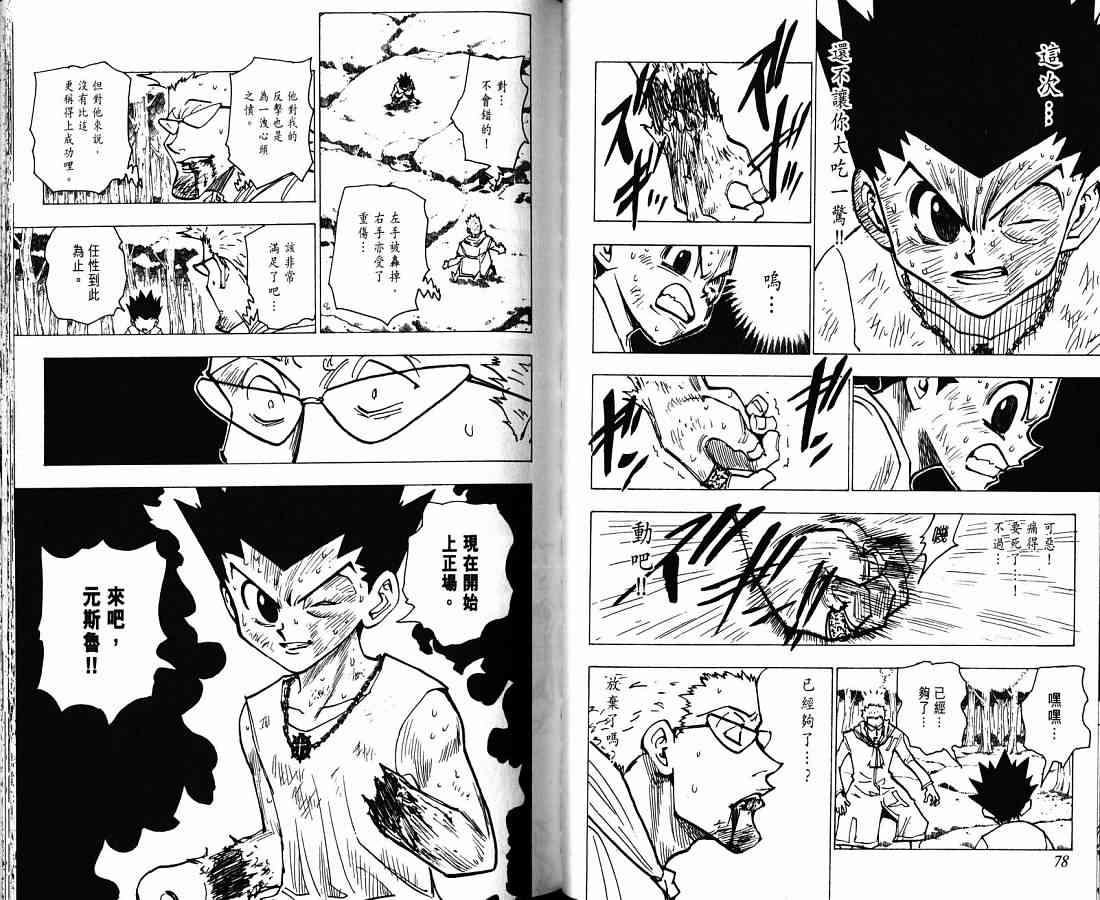 這次…
還不讓你大吃一驚!!
嗚…
可惡!
痛得
要死了…
不過…
嘰
動吧!!
嘿嘿…
已經
夠了…
已經夠了…?
放棄了嗎?
78
對…
不會錯的!
左手被轟掉,
右手亦受了
重傷…
他對我的
反擊也是
為一洩心頭
之憤。
但對他來說,
沒有比這
更稱得上成功哩。
該非常
滿足了吧…
任性到此
為止。
現在開始
上正場。
來吧,
元斯魯!!